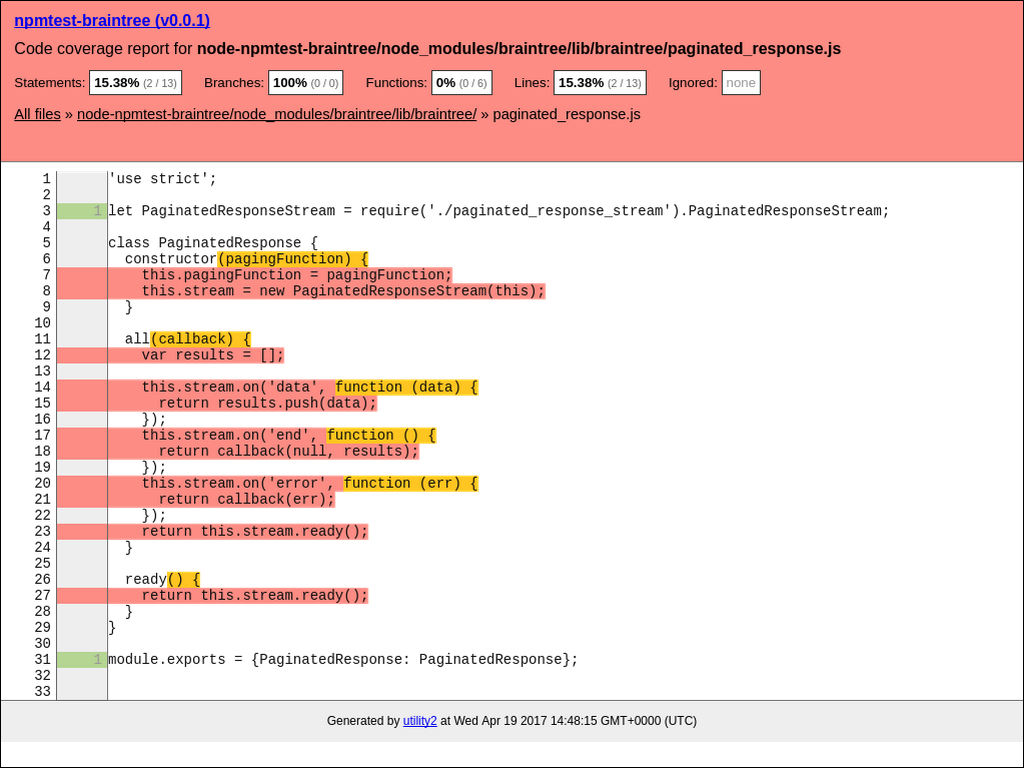 npmtest-braintree (v0.0.1)
Code coverage report for node-npmtest-braintree/node_modules/braintree/lib/braintree/paginated_response.js
Statements: 15.38% (2 / 13) Branches: 100% (0 / 0) Functions: 0% (0 / 6) Lines: 15.38% (2 / 13) Ignored: none
All files » node-npmtest-braintree/node_modules/braintree/lib/braintree/ » paginated_response.js
1 'use strict';
2
3 1 let PaginatedResponseStream = require('./paginated_response_stream').PaginatedResponseStream;
4
5 class PaginatedResponse {
6   constructor(pagingFunction) {
7     this.pagingFunction = pagingFunction;
8     this.stream = new PaginatedResponseStream(this);
9   }
10
11   all(callback) {
12     var results = [];
13
14     this.stream.on('data', function (data) {
15       return results.push(data);
16     });
17     this.stream.on('end', function () {
18       return callback(null, results);
19     });
20     this.stream.on('error', function (err) {
21       return callback(err);
22     });
23     return this.stream.ready();
24   }
25
26   ready() {
27     return this.stream.ready();
28   }
29 }
30
31 1 module.exports = {PaginatedResponse: PaginatedResponse};
32
33
Generated by utility2 at Wed Apr 19 2017 14:48:15 GMT+0000 (UTC)